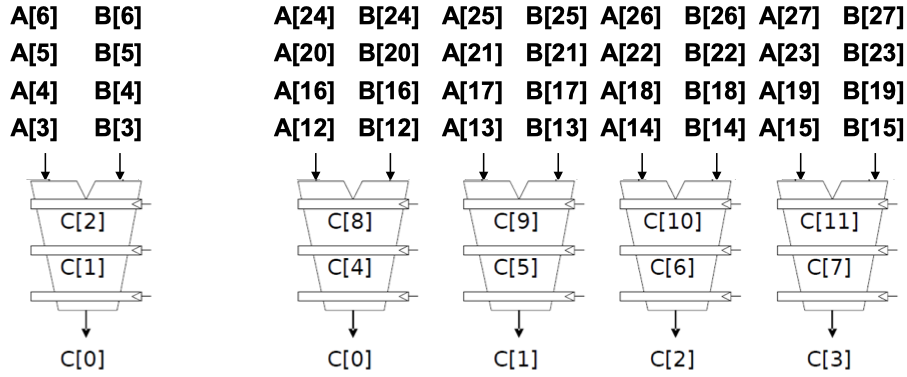 A[6] B[6] A[24] B[24] A[25] B[25] A[26] B[26] A[27] B[27]
A[5] B[5] A[20] B[20] A[21] B[21] A[22] B[22] A[23] B[23]
A[4] B[4] A[16] B[16] A[17] B[17] A[18] B[18] A[19] B[19]
A[3] B[3] A[12] B[12] A[13] B[13] A[14] B[14] A[15] B[15]
C[2] C[8] C[9] C[10] C[11]
C[1] C[4] C[5] C[6] C[7]
C[0] C[0] C[1] C[2] C[3]